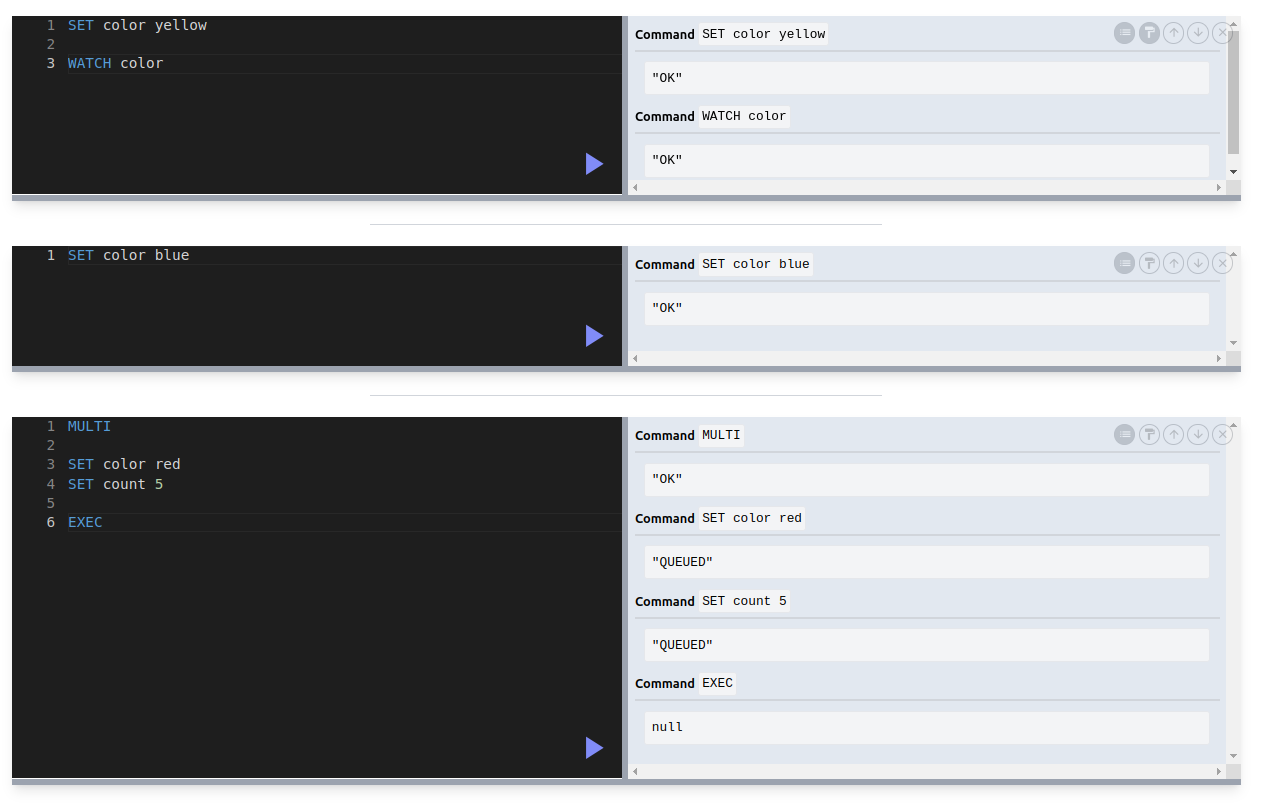 1 SET color yellow
2
3 WATCH color
Command SET color yellow
"OK"
Command WATCH color
"OK"
1 SET color blue
Command SET color blue
"OK"
1 MULTI
2
3 SET color red
4 SET count 5
5
6 EXEC
Command MULTI
"OK"
Command SET color red
"QUEUED"
Command SET count 5
"QUEUED"
Command EXEC
null